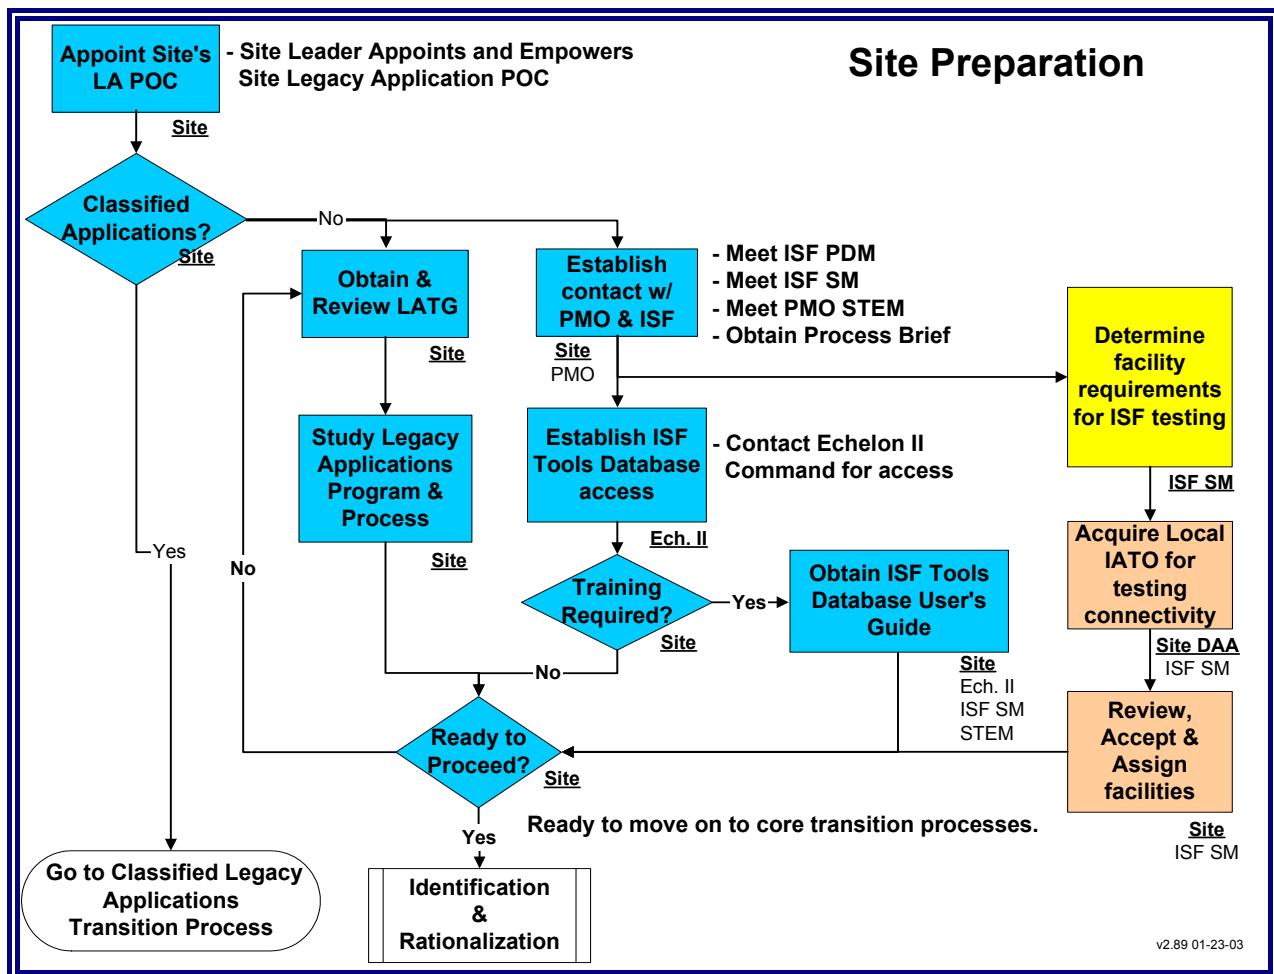 Site Preparation
Appoint Site's
LA POC
- Site Leader Appoints and Empowers
Site Legacy Application POC
Site
Classified
Applications?
Site
No
Obtain &
Review LATG
Site
Establish
contact w/
PMO & ISF
Site
PMO
- Meet ISF PDM
- Meet ISF SM
- Meet PMO STEM
- Obtain Process Brief
Determine
facility
requirements
for ISF testing
ISF SM
Study Legacy
Applications
Program &
Process
Site
Establish ISF
Tools Database
access
Ech. II
- Contact Echelon II
Command for access
Acquire Local
IATO for
testing
connectivity
Site DAA
ISF SM
Yes
No
Training
Required?
Site
Yes
Obtain ISF Tools
Database User's
Guide
Site
Ech. II
ISF SM
STEM
No
Review,
Accept &
Assign
facilities
Site
ISF SM
Ready to
Proceed?
Site
Yes
Ready to move on to core transition processes.
Go to Classified Legacy
Applications
Transition Process
Identification
&
Rationalization
v2.89 01-23-03